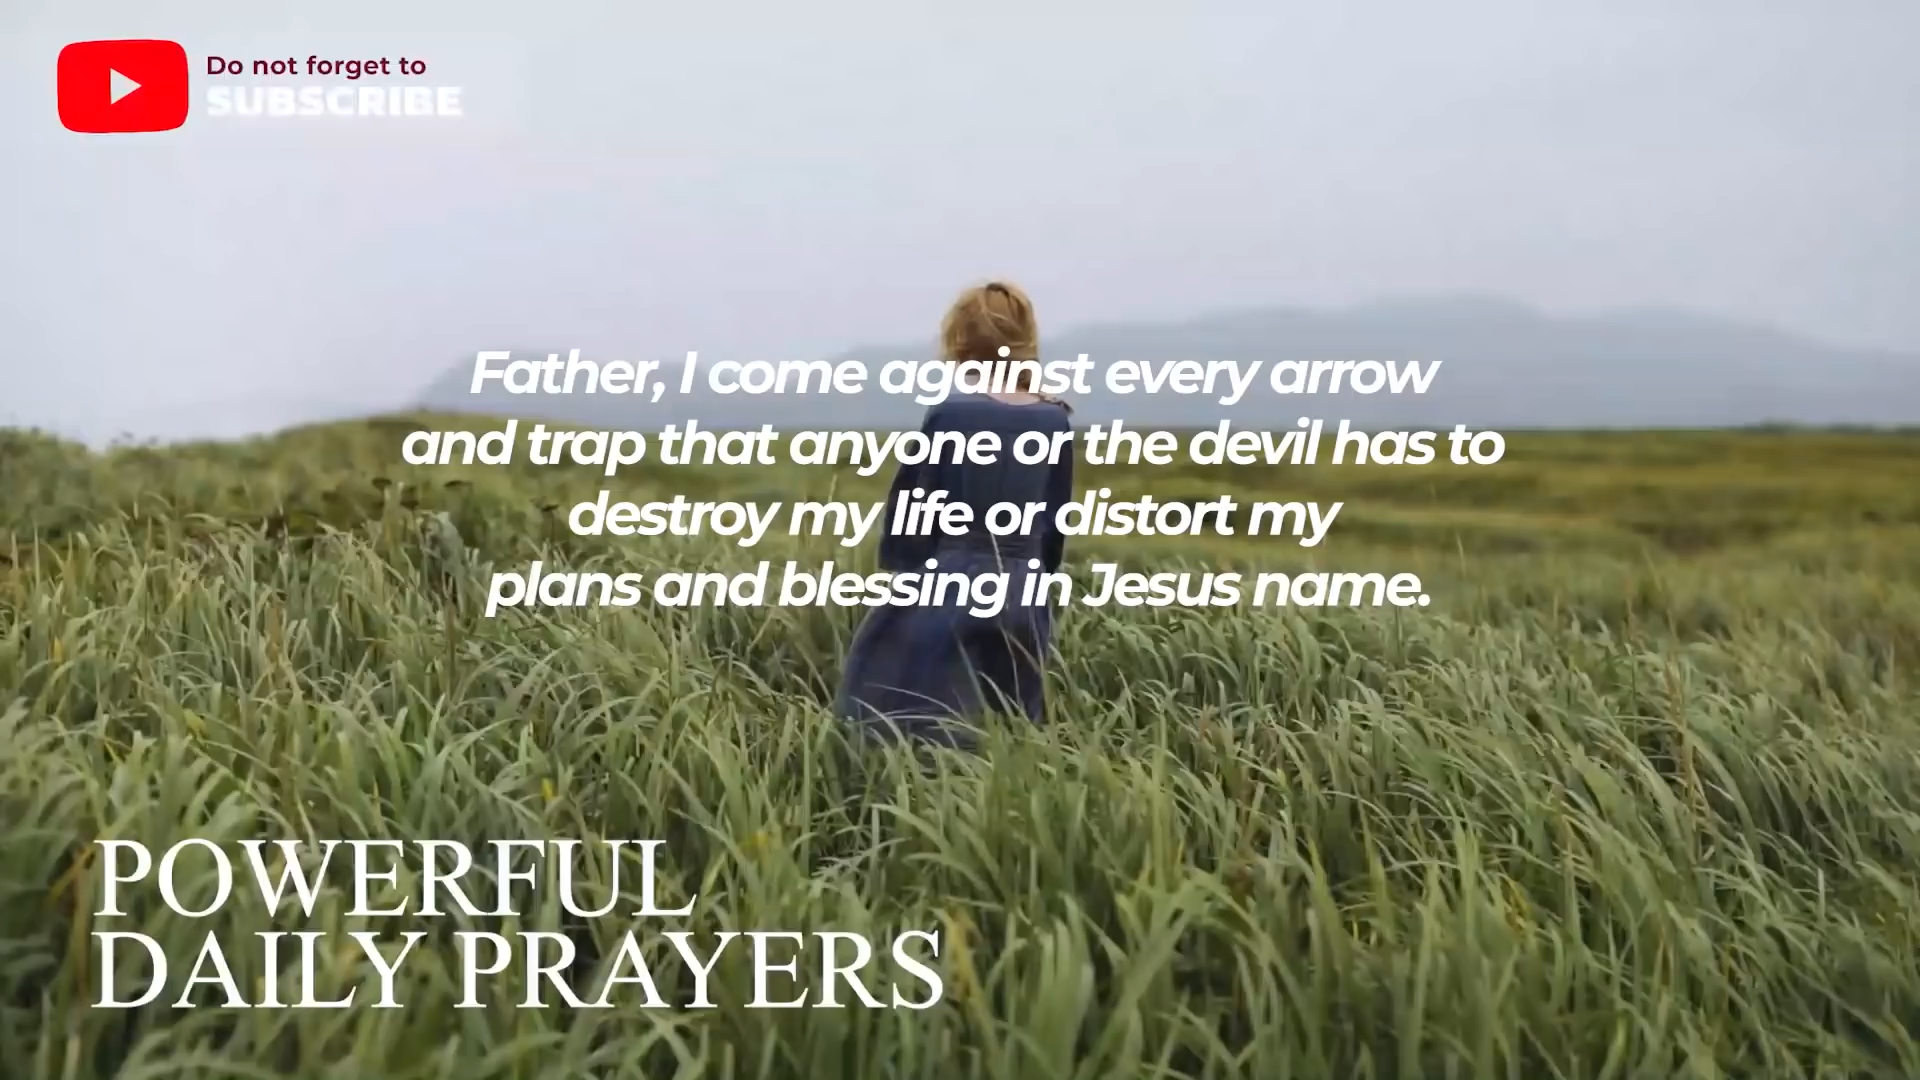 Do not forget to
SUBSCRIBE
Father, I come against every arrow
and trap that anyone or the devil has to
destroy my life or distort my
plans and blessing in Jesus name.
POWERFUL
DAILY PRAYERS